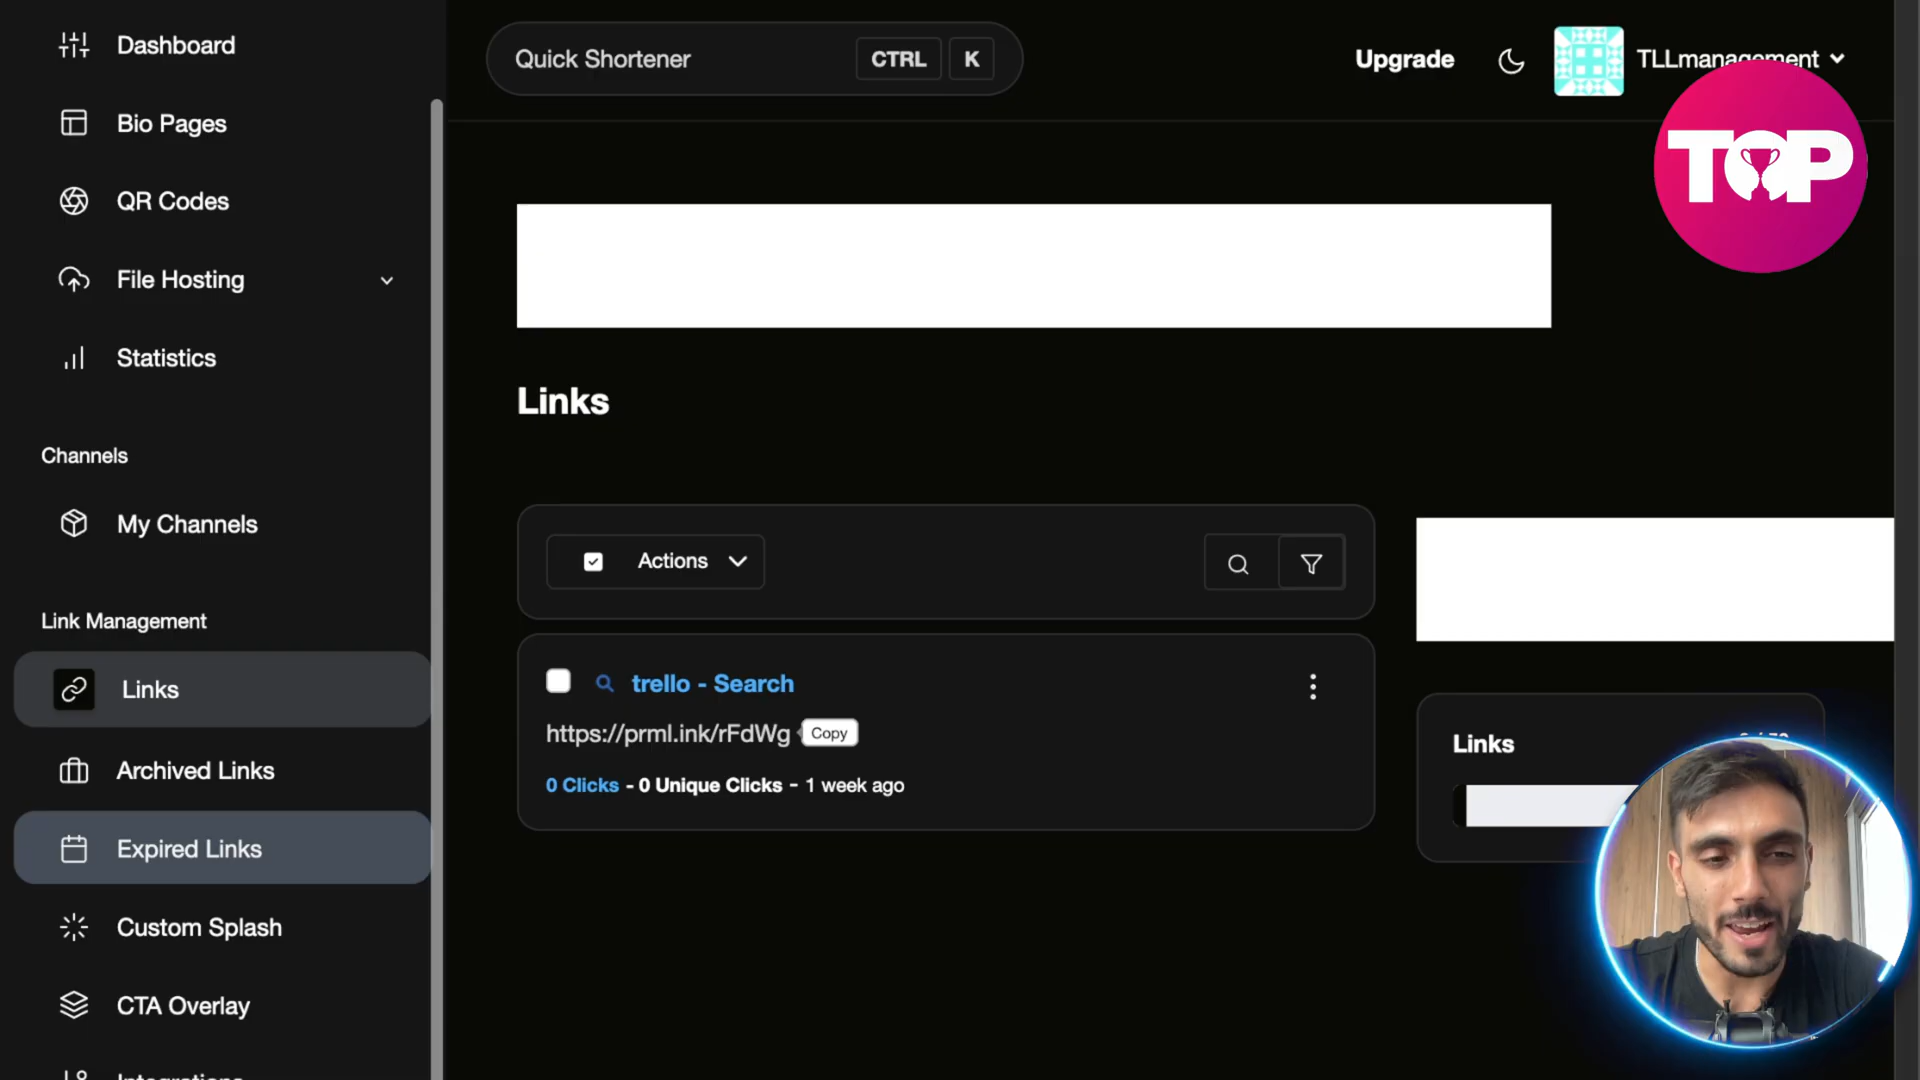 Dashboard
Quick Shortener
CTRL
K
Upgrade
TLLmanagement
Bio Pages
TOP
QR Codes
File Hosting
Statistics
Links
Channels
My Channels
Actions
Link Management
Links
trello - Search
https://prml.ink/rFdWg
Copy
Links
Archived Links
0 Clicks - 0 Unique Clicks - 1 week ago
Expired Links
Custom Splash
CTA Overlay